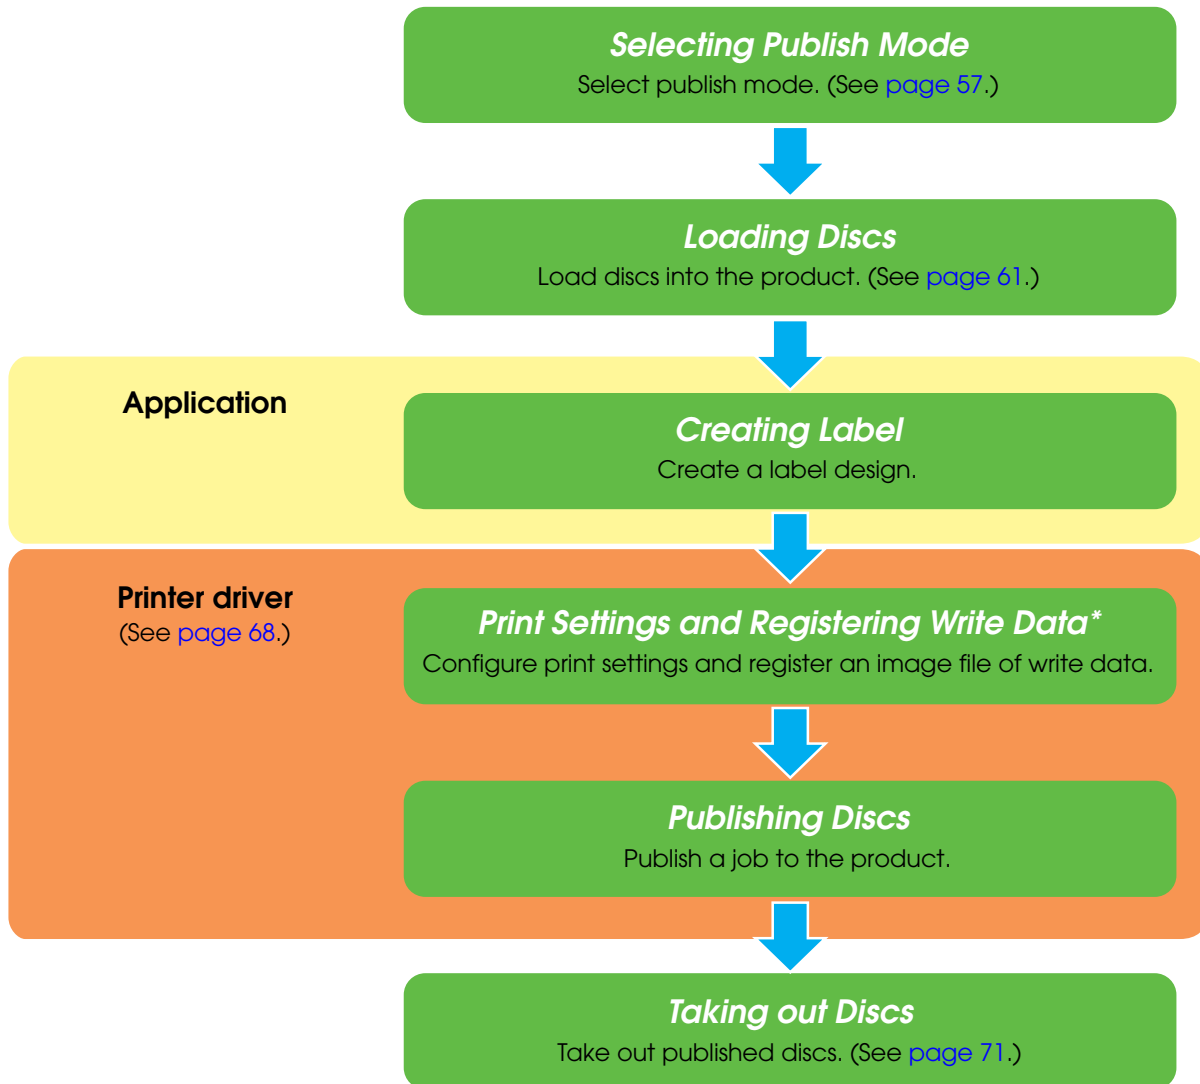 Selecting Publish Mode
Select publish mode. (See page 57.)
Loading Discs
Load discs into the product. (See page 61.)
Application
Creating Label
Create a label design.
Printer driver
(See page 68.)
Print Settings and Registering Write Data*
Configure print settings and register an image file of write data.
Publishing Discs
Publish a job to the product.
Taking out Discs
Take out published discs. (See page 71.)